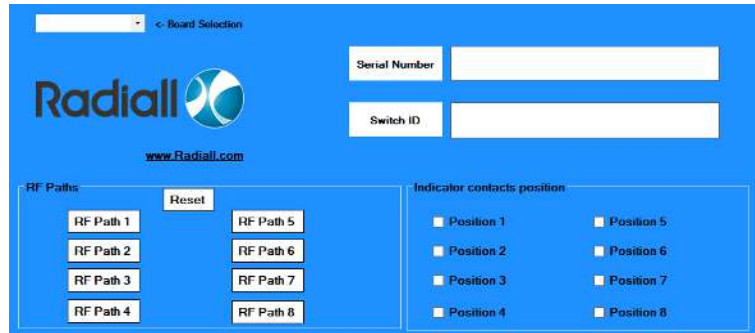 <- Board Selection
Serial Number
Radiall
Switch ID
www.Radiall.com
RF Paths
Reset
RF Path 1 RF Path 5
RF Path 2 RF Path 6
RF Path 3 RF Path 7
RF Path 4 RF Path 8
Indicator contacts position
Position 1 Position 5
Position 2 Position 6
Position 3 Position 7
Position 4 Position 8